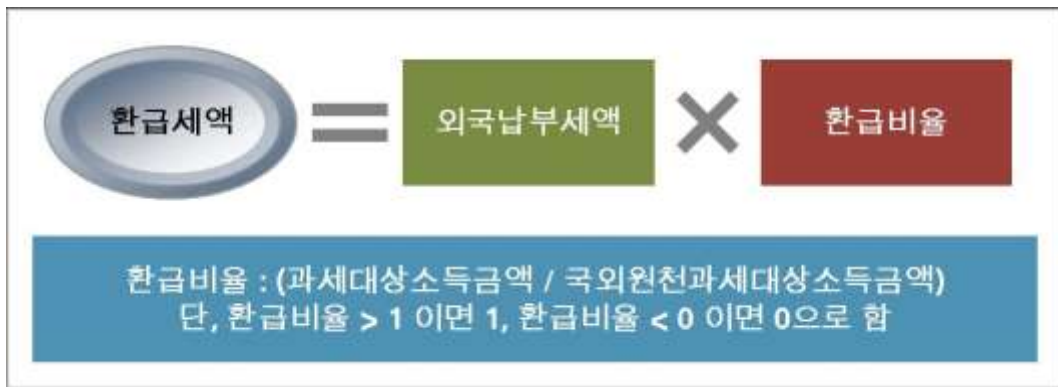 환급세액 = 외국납부세액 × 환급비율
환급비율 : (과세대상소득금액 / 국외원천과세대상소득금액)
단, 환급비율 > 1 이면 1, 환급비율 < 0 이면 0으로 함